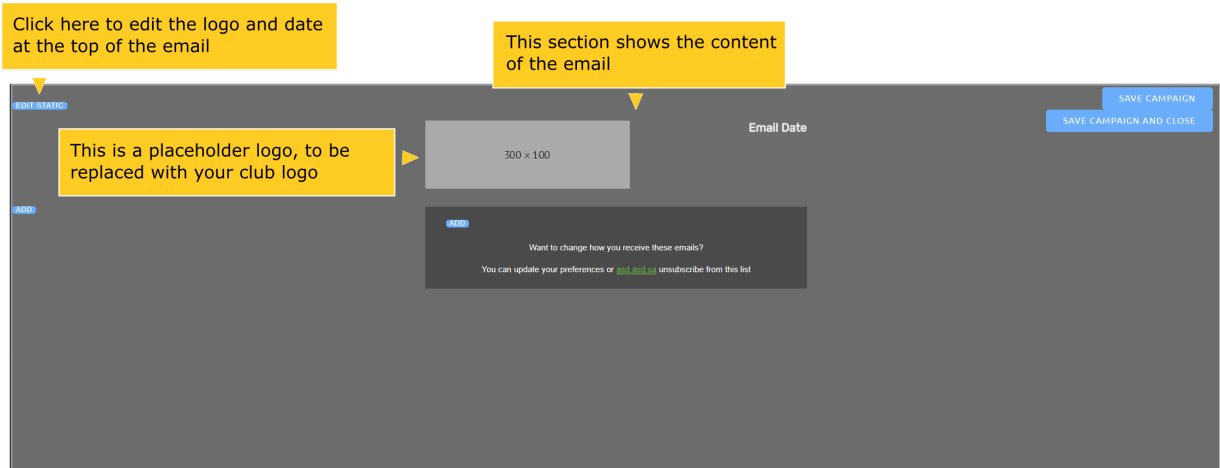 Click here to edit the logo and date
at the top of the email
This section shows the content
of the email
EDIT STATIC
SAVE CAMPAIGN
SAVE CAMPAIGN AND CLOSE
Email Date
This is a placeholder logo, to be
replaced with your club logo
300 x 100
ADD
ADD
Want to change how you receive these emails?
You can update your preferences or asd asd sa unsubscribe from this list